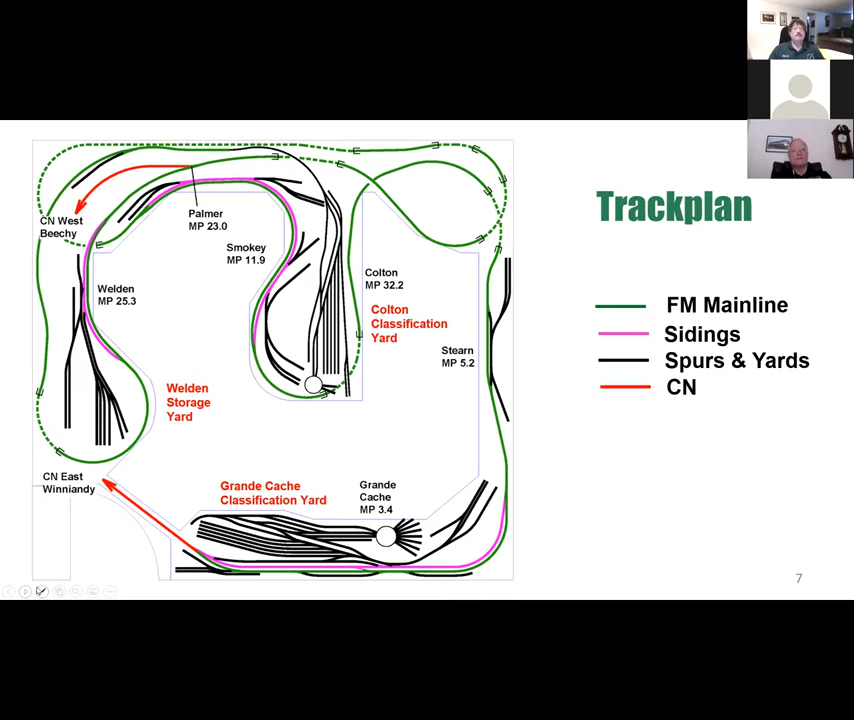 Trackplan
CN West
Beechy
Palmer
MP 23.0
Smokey
MP 11.9
Welden
MP 25.3
Colton
MP 32.2
Colton
Classification
Yard
Stearn
MP 5.2
Welden
Storage
Yard
CN East
Winniandy
Grande Cache
Classification Yard
Grande
Cache
MP 3.4
FM Mainline
Sidings
Spurs & Yards
CN
7